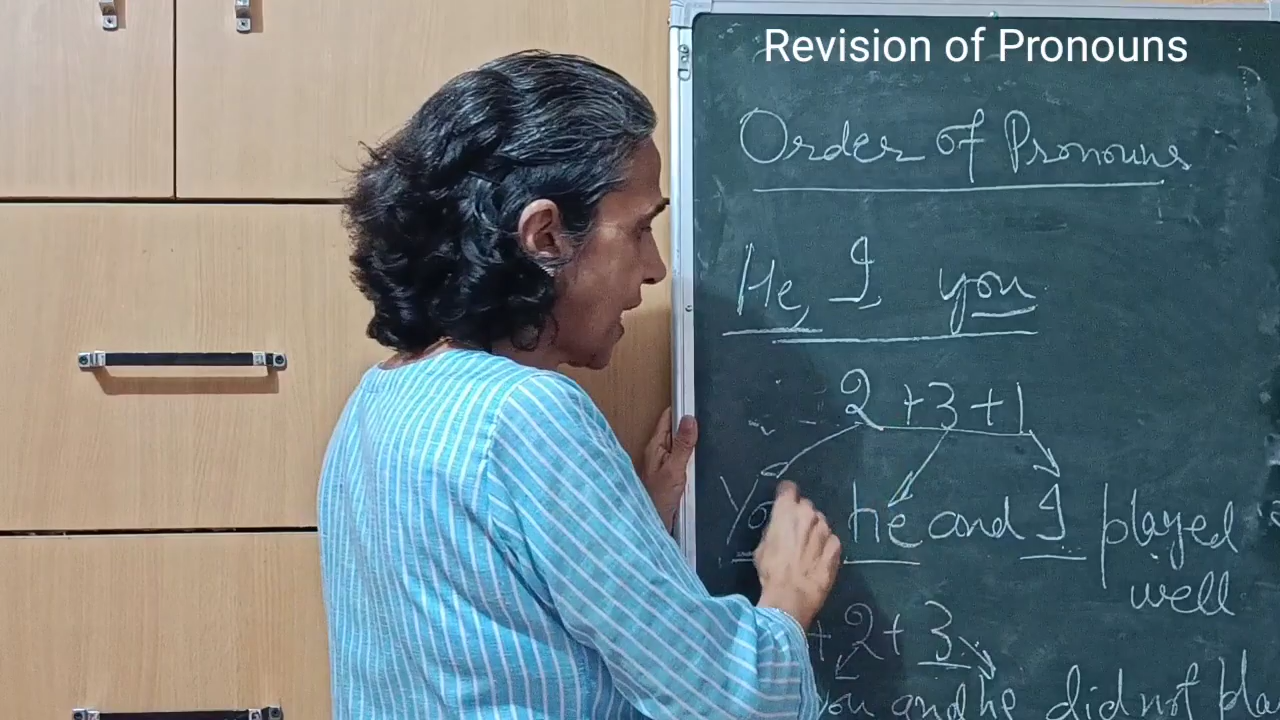 Revision of Pronouns
Order of Pronouns
He, I, you
2 + 3 + 1
he and I played
well
+ 2 + 3
and he did not